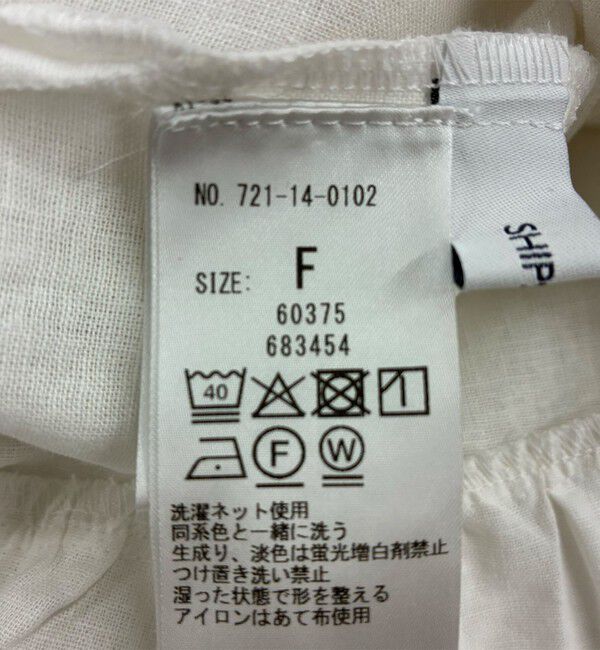 NO. 721-14-0102
SIZE: F
60375
683454
40
F W
洗濯ネット使用
同系色と一緒に洗う
生成り、淡色は蛍光増白剤禁止
つけ置き洗い禁止
湿った状態で形を整える
アイロンはあて布使用
SHIP